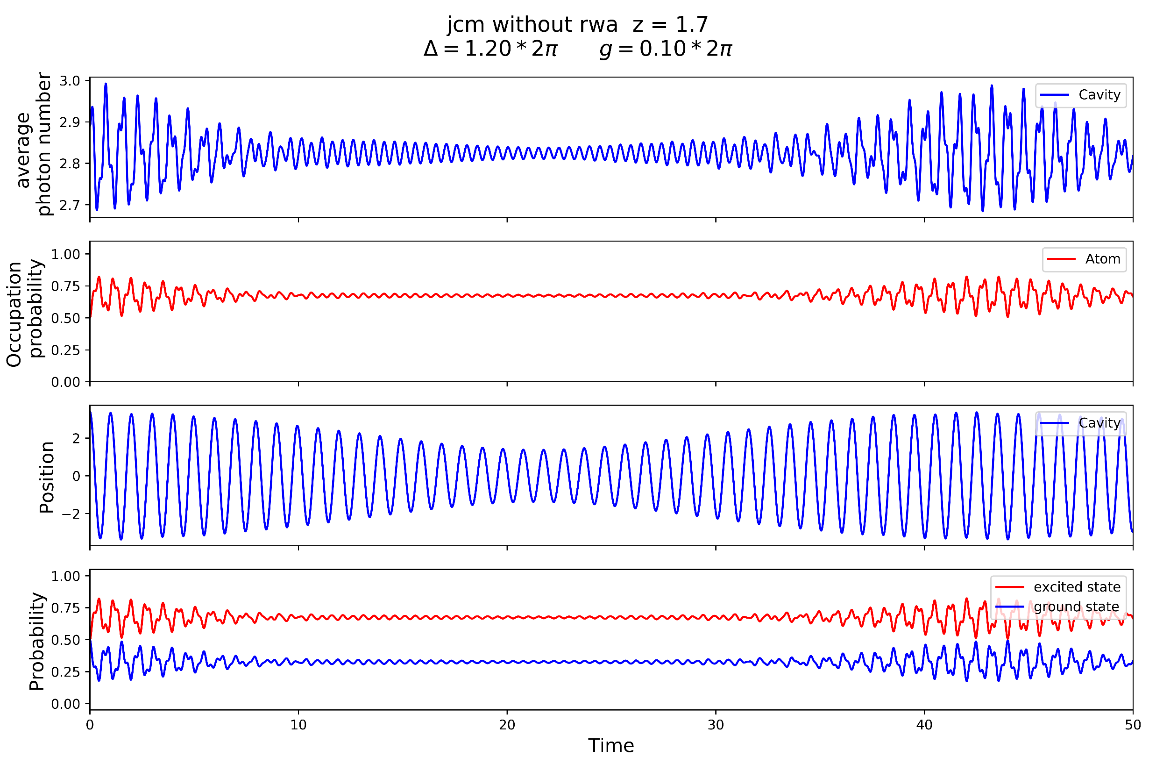 jcm without rwa z = 1.7
Δ = 1.20 * 2π g = 0.10 * 2π
average
photon number
3.0
2.9
2.8
2.7
Cavity
Occupation
probability
1.00
0.75
0.50
0.25
0.00
Atom
Position
2
0
−2
Cavity
Probability
1.00
0.75
0.50
0.25
0.00
excited state
ground state
0 10 20 30 40 50
Time